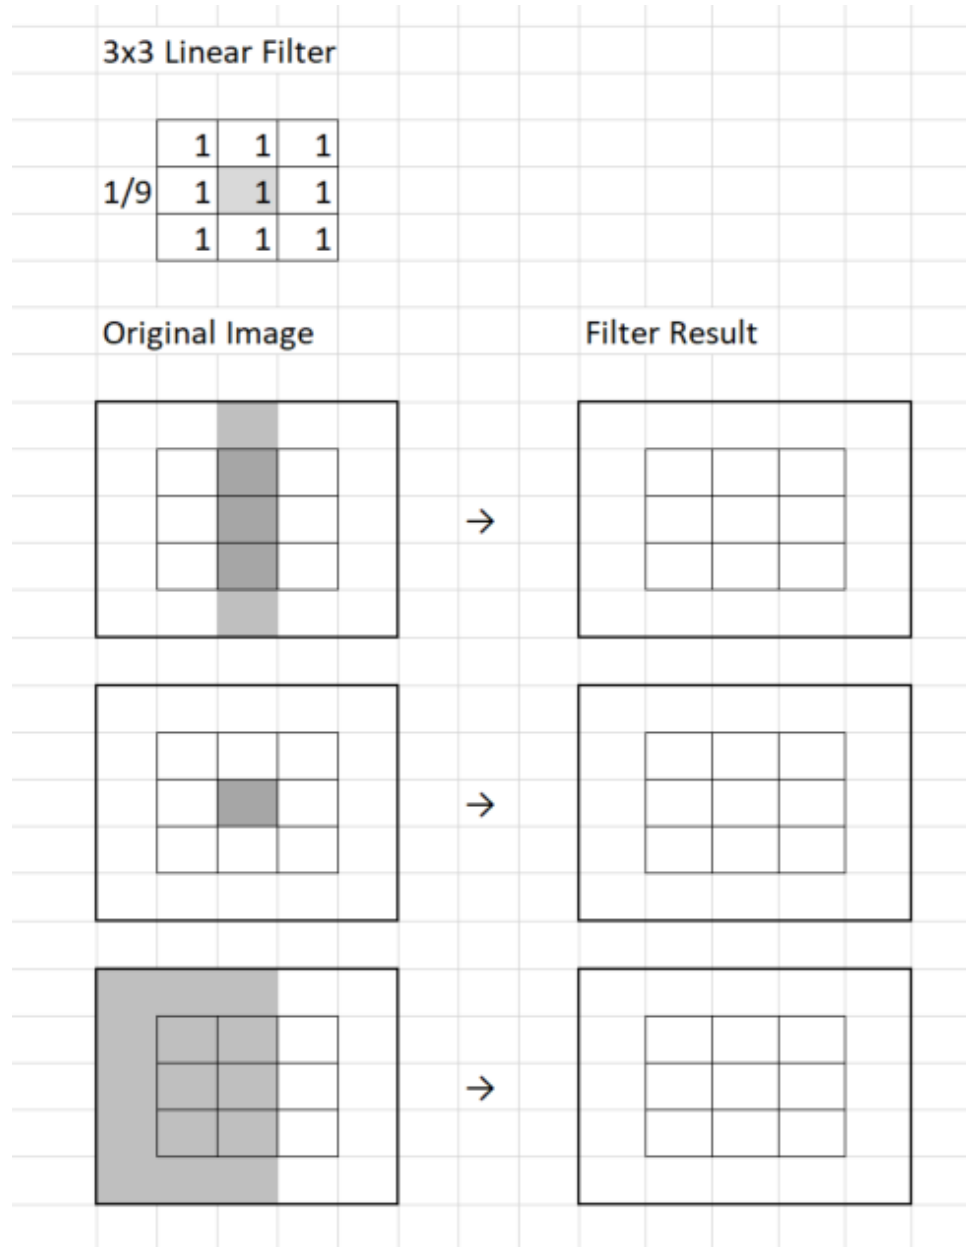 3x3 Linear Filter
1 1 1
1/9 1 1 1
1 1 1
Original Image Filter Result
→
→
→